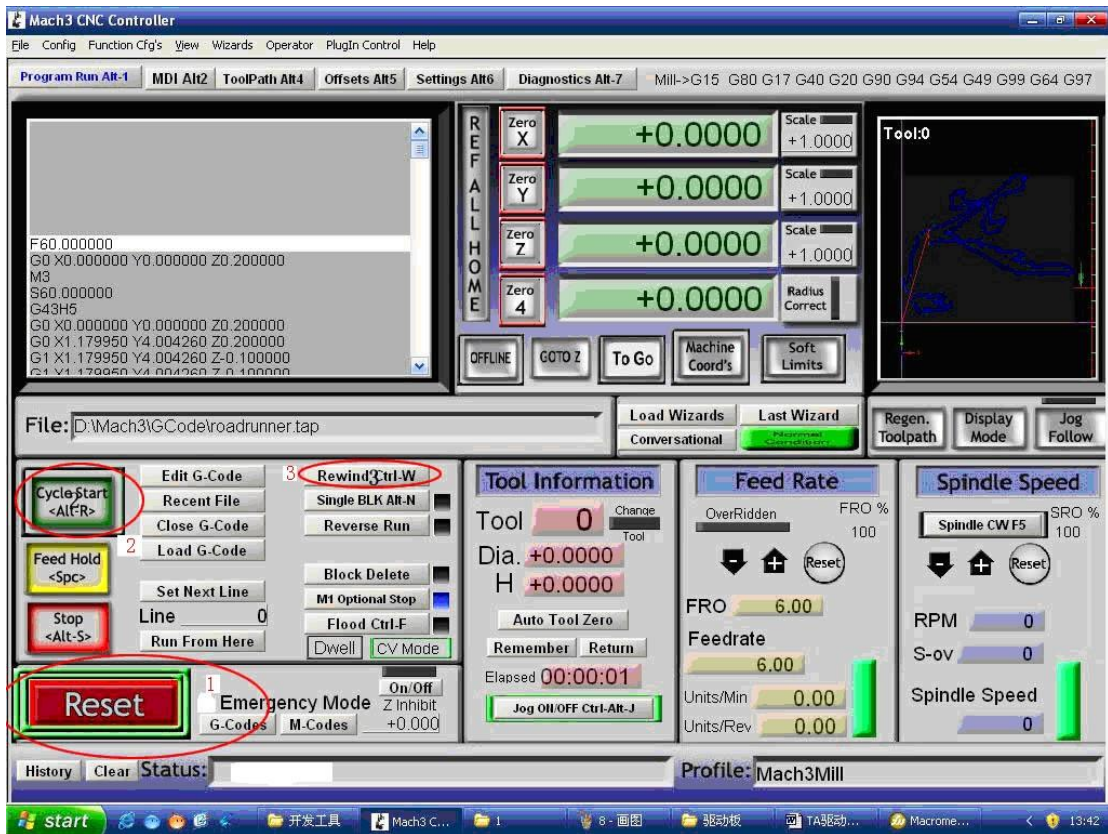 Mach3 CNC Controller
File Config Function Cfg's View Wizards Operator PlugIn Control Help
Program Run Alt-1 MDI Alt2 ToolPath Alt4 Offsets Alt5 Settings Alt6 Diagnostics Alt-7 Mill->G15 G80 G17 G40 G20 G90 G94 G54 G49 G99 G64 G97
F60.000000
G0 X0.000000 Y0.000000 Z0.200000
M3
S60.000000
G43H5
G0 X0.000000 Y0.000000 Z0.200000
G0 X1.179950 Y4.004260 Z0.200000
G1 X1.179950 Y4.004260 Z-0.100000
G1 X1.179950 Y4.004260 Z-0.100000
REF ALL HOME
Zero X +0.0000 Scale +1.0000
Zero Y +0.0000 Scale +1.0000
Zero Z +0.0000 Scale +1.0000
Zero 4 +0.0000 Radius Correct
OFFLINE GOTO Z To Go Machine Coord's Soft Limits
Tool:0
File: D:\Mach3\GCode\roadrunner.tap
Load Wizards Last Wizard
Conversational Normal Condition
Regen. Toolpath Display Mode Jog Follow
Cycle Start <Alt-R>
2
Feed Hold <Spc>
Stop <Alt-S>
Edit G-Code
Recent File
Close G-Code
Load G-Code
Set Next Line
Line 0
Run From Here
3 Rewind Ctrl-W
Single BLK Alt-N
Reverse Run
Block Delete
M1 Optional Stop
Flood Ctrl-F
Dwell CV Mode
Reset
1
Emergency Mode
G-Codes M-Codes
On/Off
Z Inhibit
+0.000
Tool Information
Tool 0 Change Tool
Dia. +0.0000
H +0.0000
Auto Tool Zero
Remember Return
Elapsed 00:00:01
Jog ON/OFF Ctrl-Alt-J
Feed Rate
OverRidden FRO % 100
Reset
FRO 6.00
Feedrate
6.00
Units/Min 0.00
Units/Rev 0.00
Spindle Speed
Spindle CW F5 SRO % 100
Reset
RPM 0
S-ov 0
Spindle Speed
0
History Clear Status: Profile: Mach3Mill
start 开发工具 Mach3 C... 1 8 - 画图 驱动板 TA驱动... Macrome... 13:42